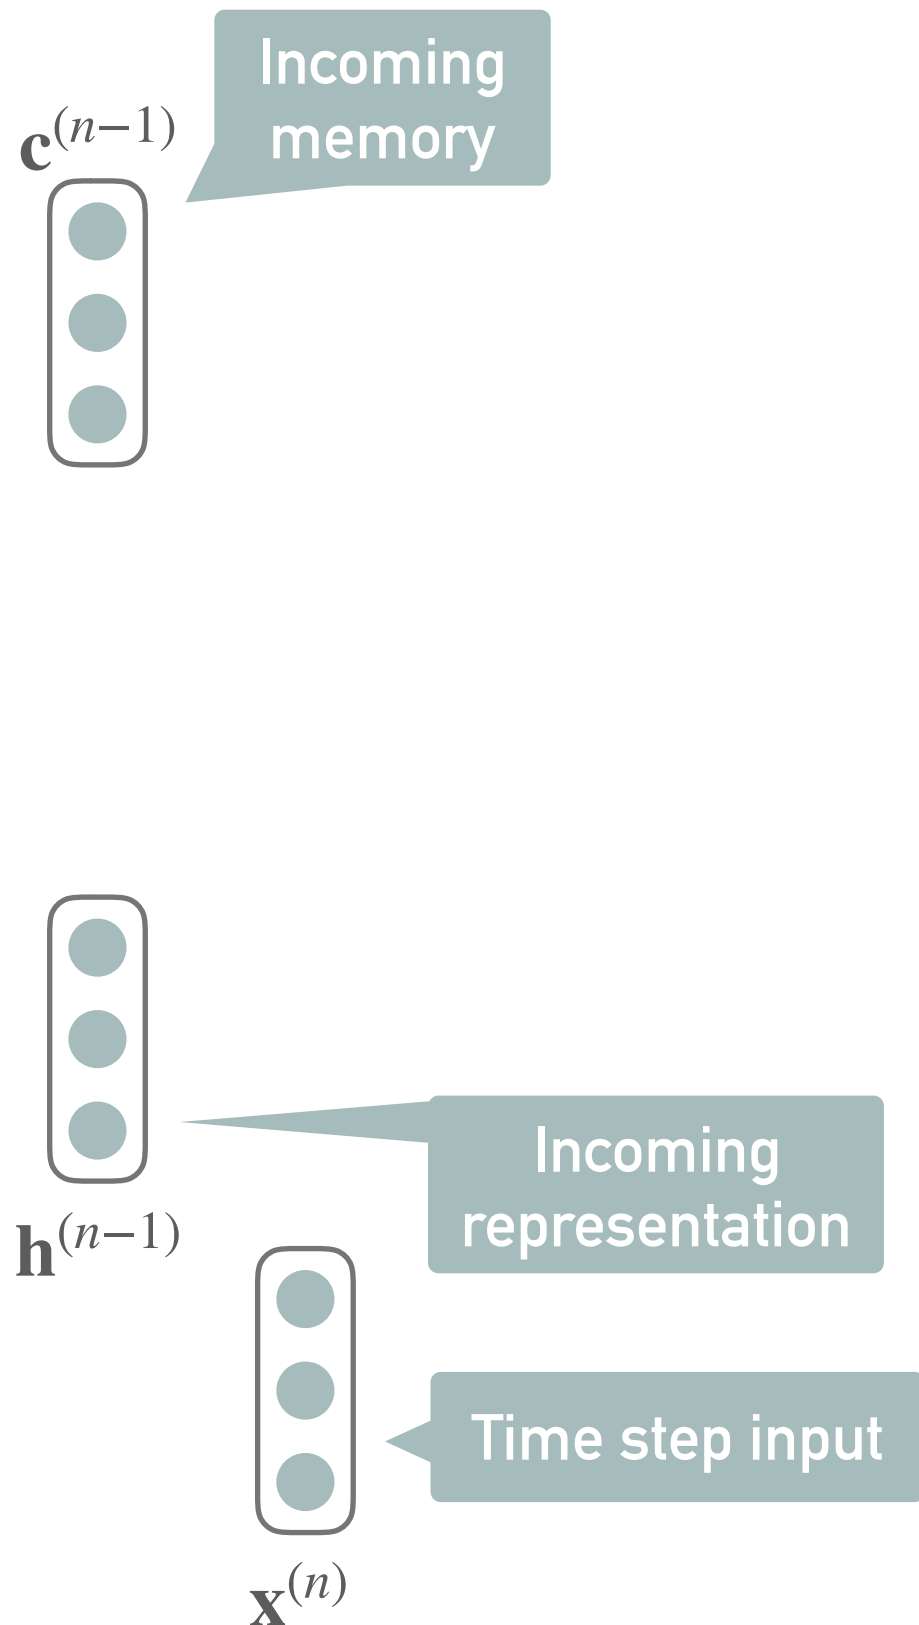 Incoming
memory
c^(n−1)
h^(n−1)
Incoming
representation
Time step input
x^(n)